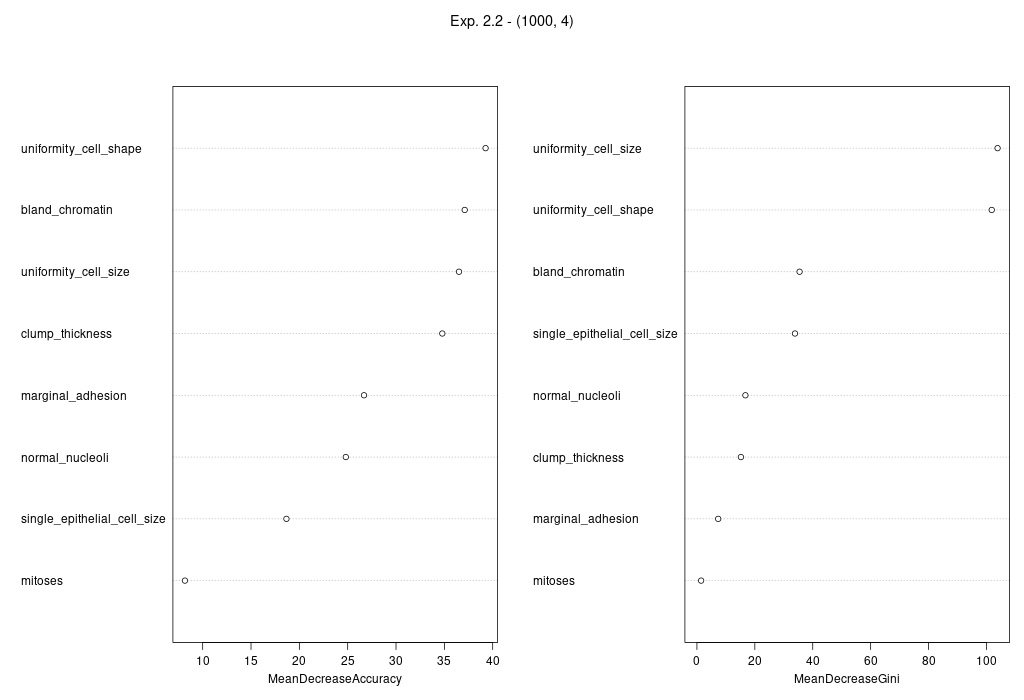 Exp. 2.2 - (1000, 4)
uniformity_cell_shape
bland_chromatin
uniformity_cell_size
clump_thickness
marginal_adhesion
normal_nucleoli
single_epithelial_cell_size
mitoses
10 15 20 25 30 35 40
MeanDecreaseAccuracy
uniformity_cell_size
uniformity_cell_shape
bland_chromatin
single_epithelial_cell_size
normal_nucleoli
clump_thickness
marginal_adhesion
mitoses
0 20 40 60 80 100
MeanDecreaseGini